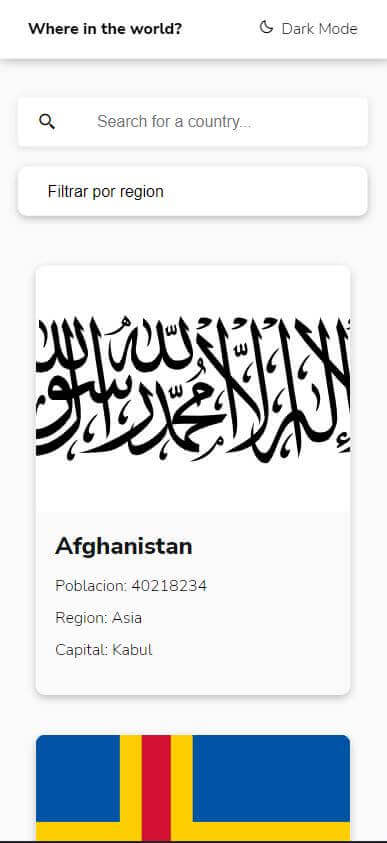 Where in the world?
Dark Mode
Search for a country...
Filtrar por region
لا إله إلا الله محمد رسول الله
Afghanistan
Poblacion: 40218234
Region: Asia
Capital: Kabul